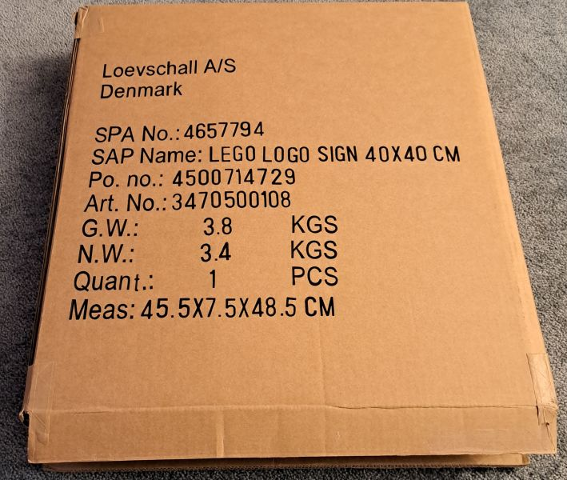 Loevschall A/S
Denmark
SPA No.: 4657794
SAP Name: LEGO LOGO SIGN 40X40 CM
Po. no.: 4500714729
Art. No.: 3470500108
G.W.: 3.8 KGS
N.W.: 3.4 KGS
Quant.: 1 PCS
Meas: 45.5X7.5X48.5 CM